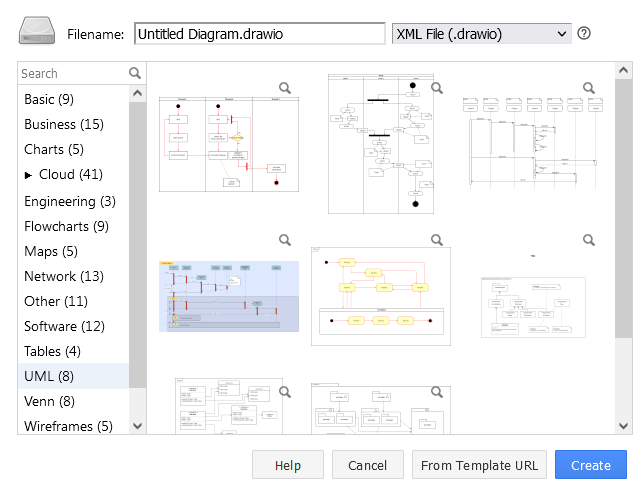 Filename: Untitled Diagram.drawio XML File (.drawio)
Search
Basic (9)
Business (15)
Charts (5)
Cloud (41)
Engineering (3)
Flowcharts (9)
Maps (5)
Network (13)
Other (11)
Software (12)
Tables (4)
UML (8)
Venn (8)
Wireframes (5)
Help Cancel From Template URL Create